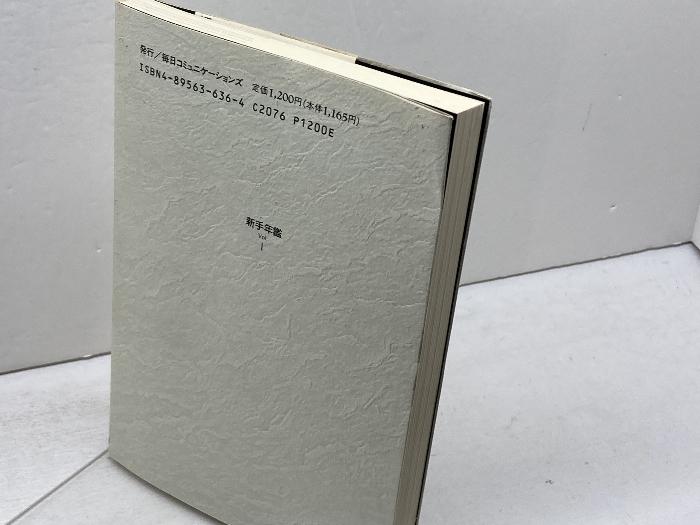 発行/毎日コミュニケーションズ 定価1,200円(本体1,165円)
ISBN4-89563-636-4 C2076 P1200E
新手年鑑
Vol.
1